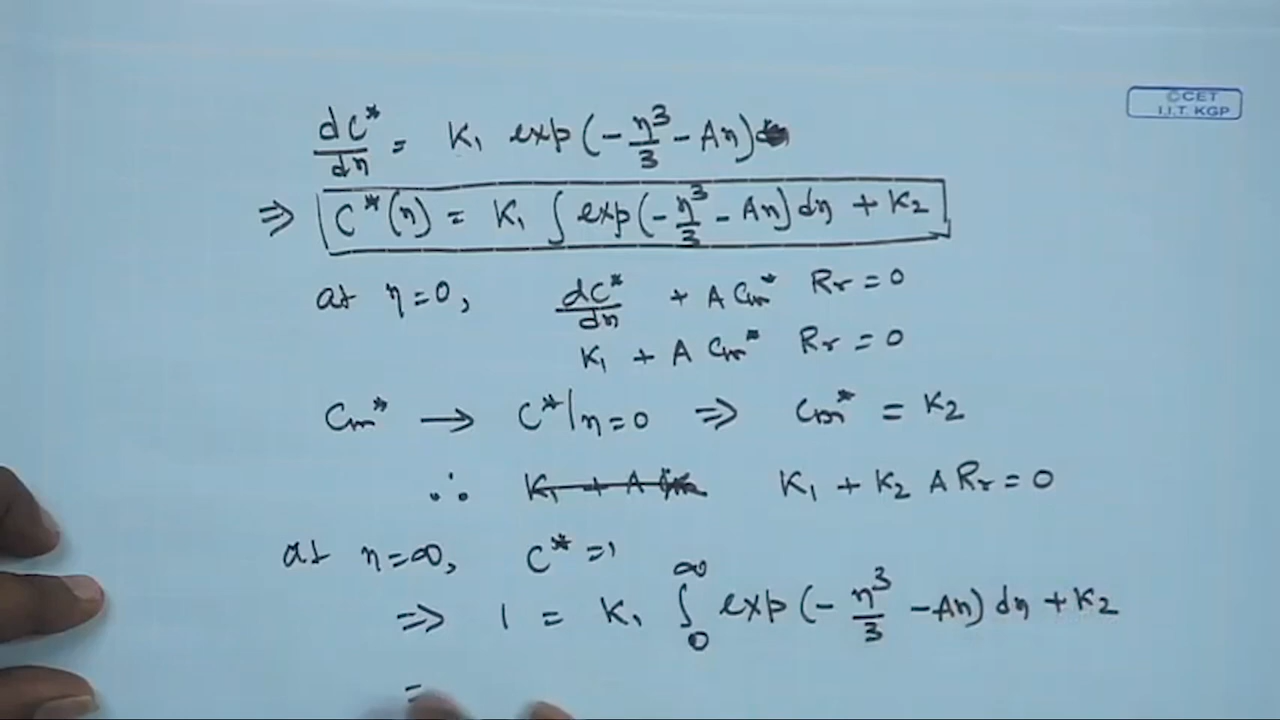 ©CET
I.I.T. KGP
dC*/dη = K₁ exp(-η³/3 - Aη)
⇒ C*(η) = K₁ ∫ exp(-η³/3 - Aη) dη + K₂
at η=0, dC*/dη + A Cm* Rr = 0
K₁ + A Cm* Rr = 0
Cm* → C*|η=0 ⇒ Cm* = K₂
∴ K₁ + A Cm K₁ + K₂ A Rr = 0
at η=∞, C* = 1
⇒ 1 = K₁ ∫₀^∞ exp(-η³/3 - Aη) dη + K₂
=